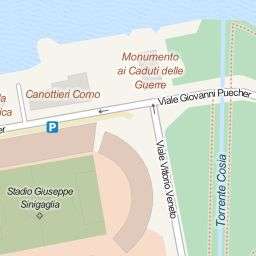 Monumento
ai Caduti delle
Guerre
Canottieri Como
Viale Giovanni Puecher
P
Viale Vittorio Veneto
Torrente Cosia
Stadio Giuseppe
Sinigaglia